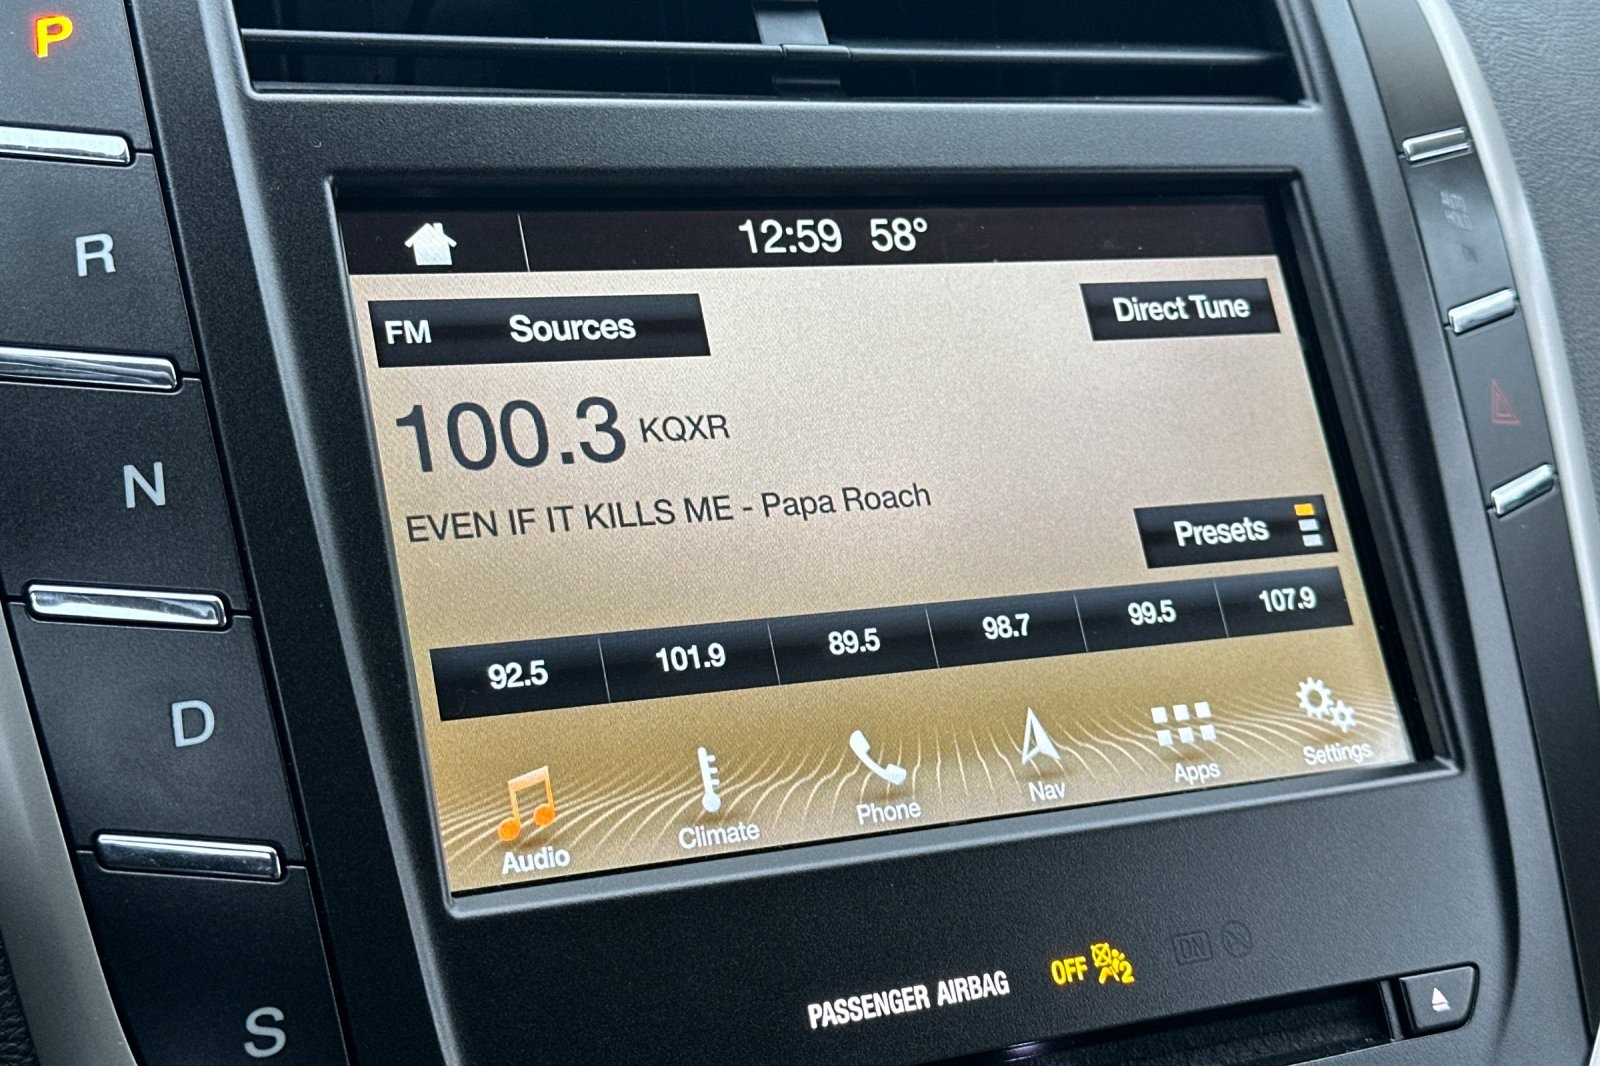 P
R
N
D
S
12:59 58°
FM Sources
Direct Tune
100.3 KQXR
EVEN IF IT KILLS ME - Papa Roach
Presets
92.5 101.9 89.5 98.7 99.5 107.9
Audio Climate Phone Nav Apps Settings
PASSENGER AIRBAG OFF 2